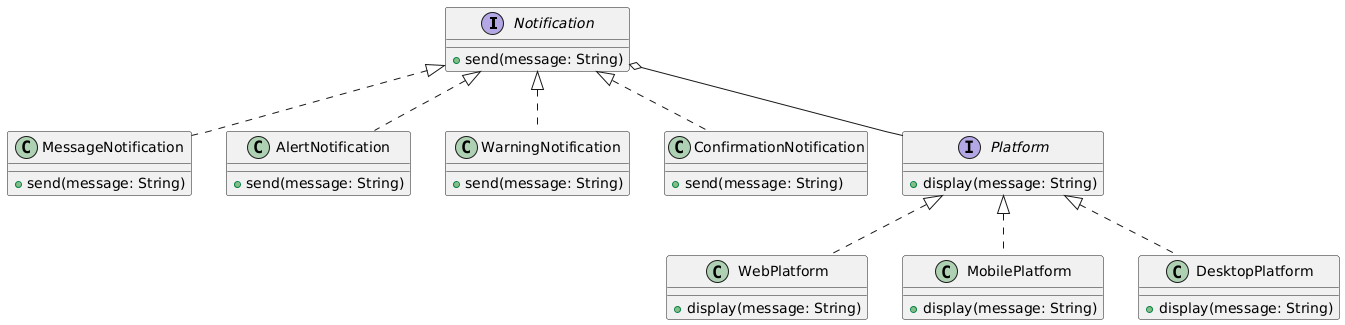 I Notification
send(message: String)
C MessageNotification
send(message: String)
C AlertNotification
send(message: String)
C WarningNotification
send(message: String)
C ConfirmationNotification
send(message: String)
I Platform
display(message: String)
C WebPlatform
display(message: String)
C MobilePlatform
display(message: String)
C DesktopPlatform
display(message: String)